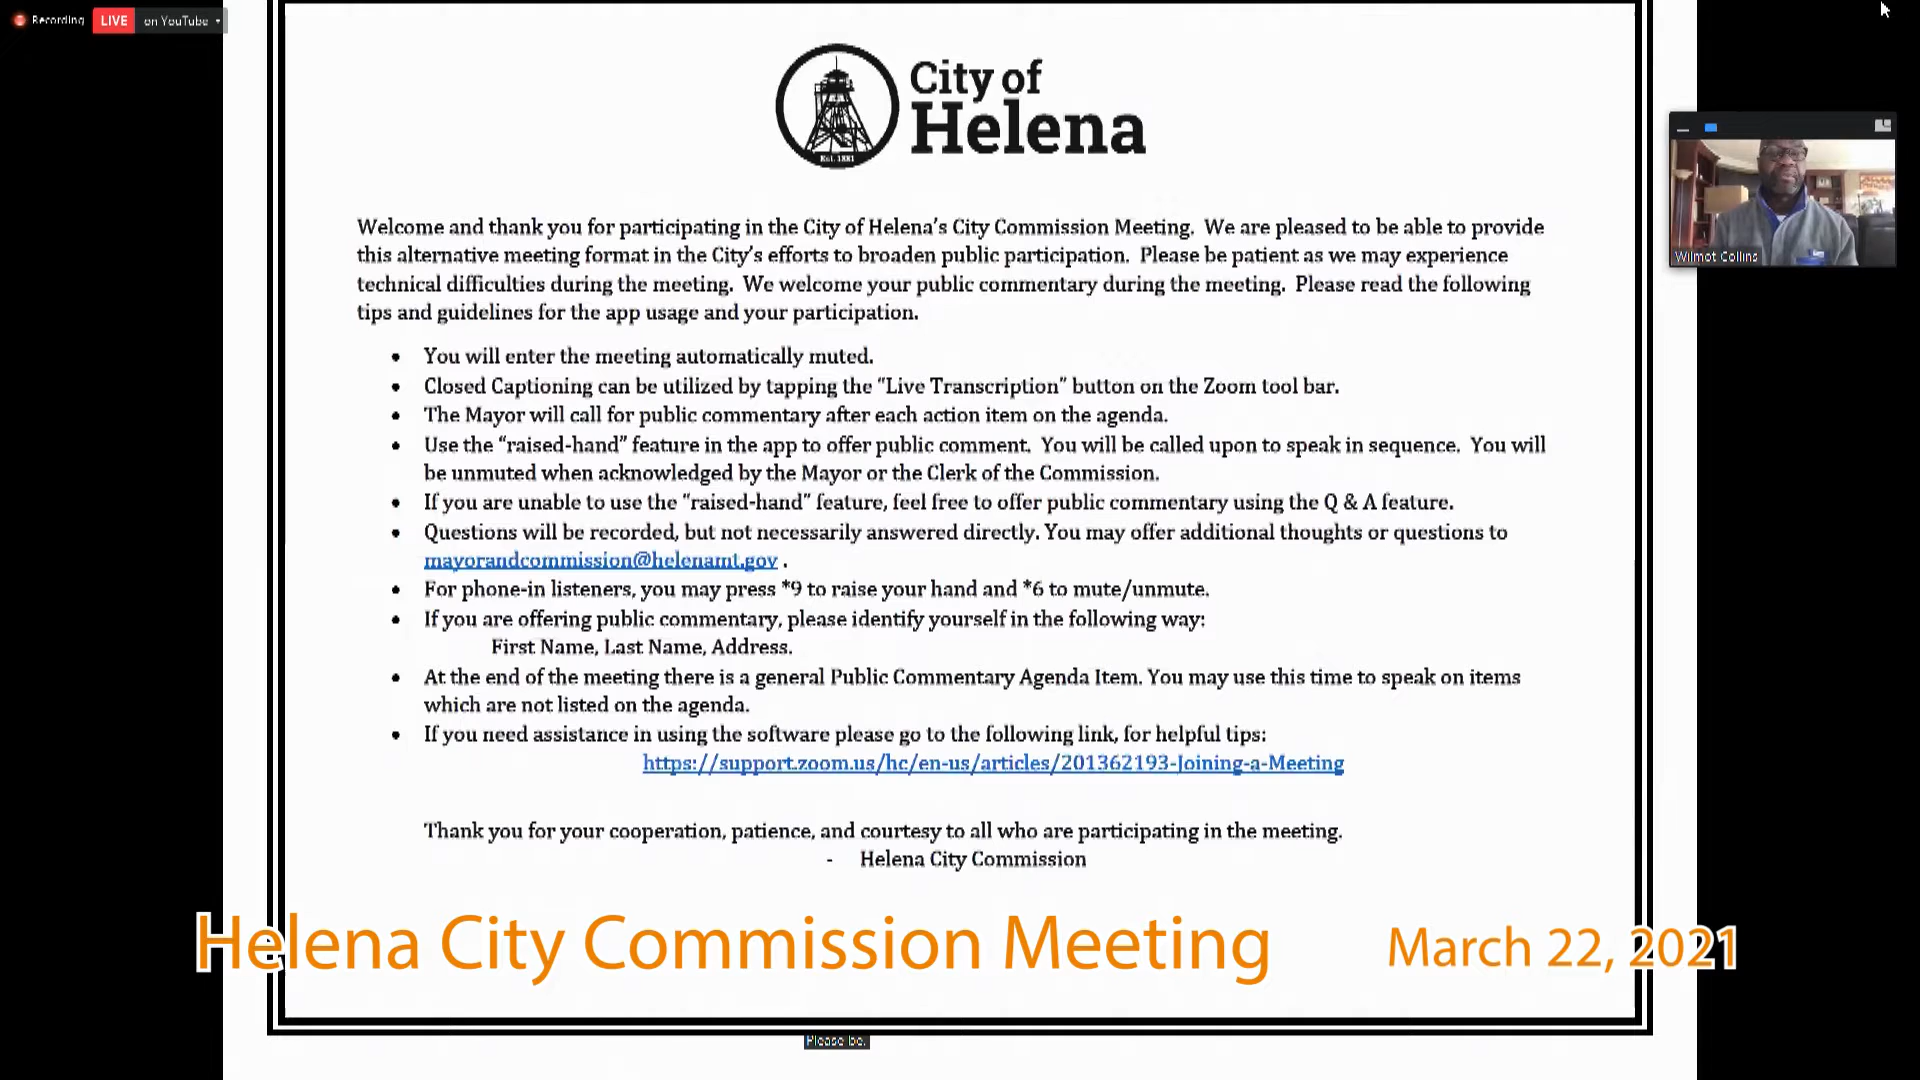 Recording
LIVE on YouTube
City of
Helena
Est. 1881
Welcome and thank you for participating in the City of Helena's City Commission Meeting.  We are pleased to be able to provide
this alternative meeting format in the City's efforts to broaden public participation.  Please be patient as we may experience
technical difficulties during the meeting.  We welcome your public commentary during the meeting.  Please read the following
tips and guidelines for the app usage and your participation.
Wilmot Collins
• You will enter the meeting automatically muted.
• Closed Captioning can be utilized by tapping the “Live Transcription” button on the Zoom tool bar.
• The Mayor will call for public commentary after each action item on the agenda.
• Use the “raised-hand” feature in the app to offer public comment.  You will be called upon to speak in sequence.  You will
be unmuted when acknowledged by the Mayor or the Clerk of the Commission.
• If you are unable to use the “raised-hand” feature, feel free to offer public commentary using the Q & A feature.
• Questions will be recorded, but not necessarily answered directly. You may offer additional thoughts or questions to
mayorandcommission@helenamt.gov .
• For phone-in listeners, you may press *9 to raise your hand and *6 to mute/unmute.
• If you are offering public commentary, please identify yourself in the following way:
First Name, Last Name, Address.
• At the end of the meeting there is a general Public Commentary Agenda Item. You may use this time to speak on items
which are not listed on the agenda.
• If you need assistance in using the software please go to the following link, for helpful tips:
https://support.zoom.us/hc/en-us/articles/201362193-Joining-a-Meeting
Thank you for your cooperation, patience, and courtesy to all who are participating in the meeting.
- Helena City Commission
Helena City Commission Meeting
March 22, 2021
Please be.